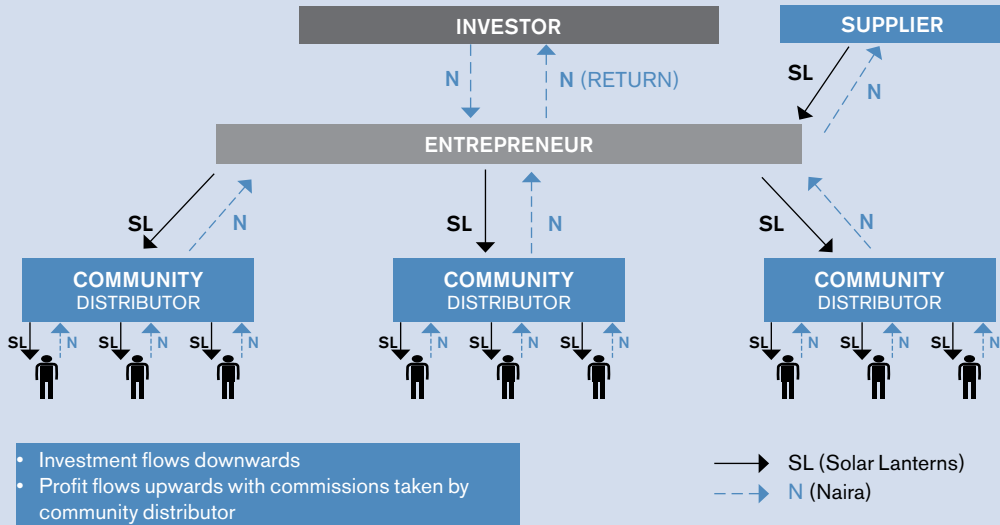 INVESTOR
SUPPLIER
N
N (RETURN)
SL
N
ENTREPRENEUR
SL
N
SL
N
SL
N
COMMUNITY
DISTRIBUTOR
COMMUNITY
DISTRIBUTOR
COMMUNITY
DISTRIBUTOR
SL
N
SL
N
SL
N
SL
N
SL
N
SL
N
SL
N
SL
N
SL
N
• Investment flows downwards
• Profit flows upwards with commissions taken by
community distributor
SL (Solar Lanterns)
N (Naira)